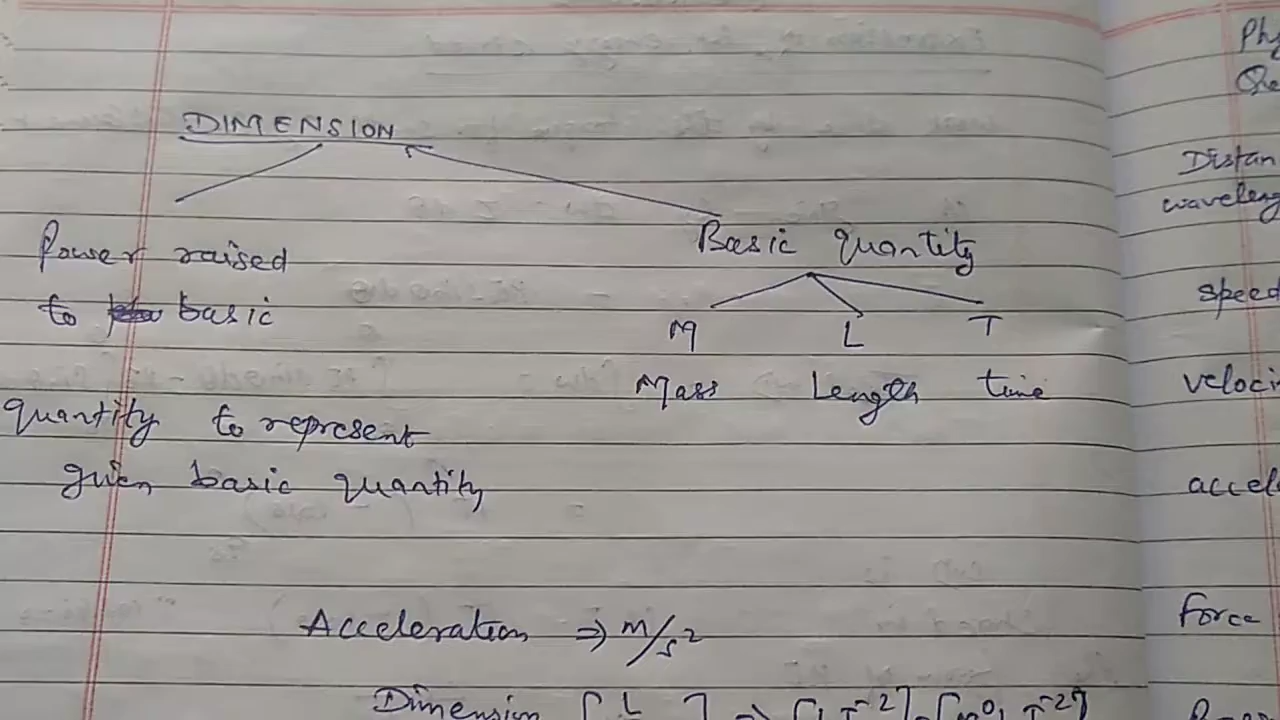 DIMENSION
Power raised
to basic
quantity to represent
given basic quantity
Basic quantity
M L T
Mass Length time
Acceleration ⇒ m/s²
Dimension
Distan
waveleng
speed
veloci
accel
force